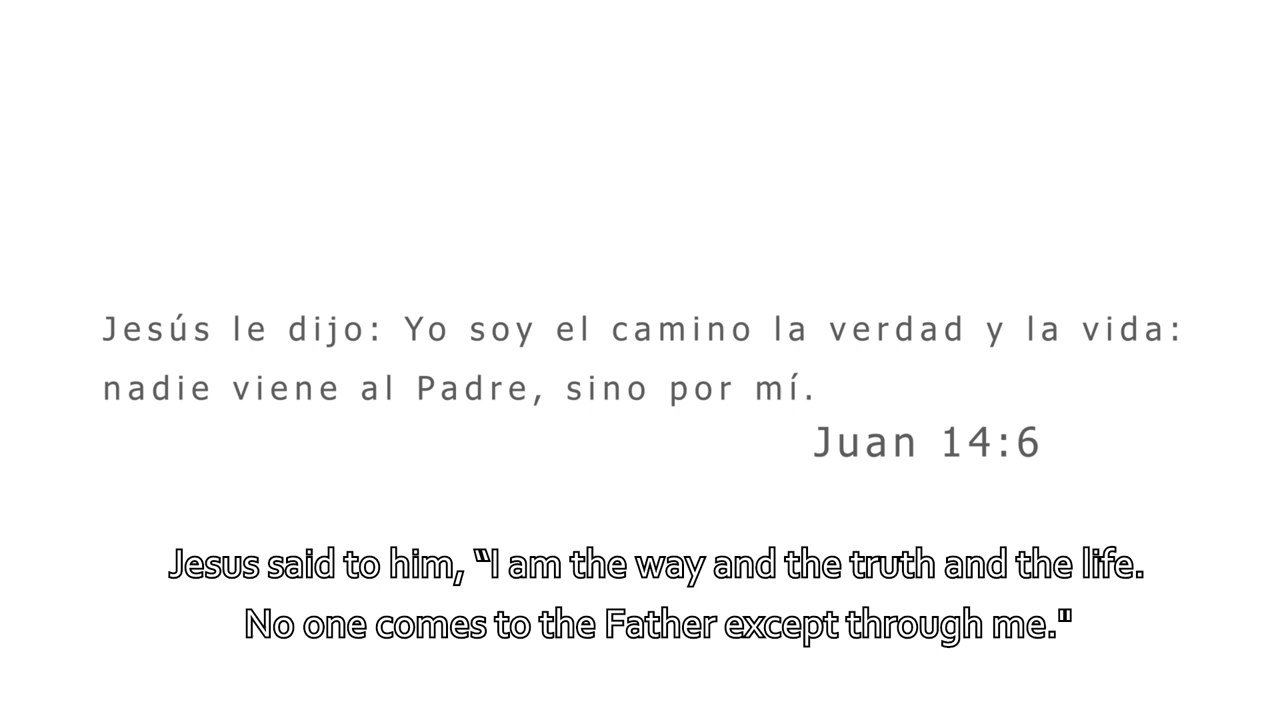 Jesús le dijo: Yo soy el camino la verdad y la vida:
nadie viene al Padre, sino por mí.
Juan 14:6
Jesus said to him, “I am the way and the truth and the life.
No one comes to the Father except through me."